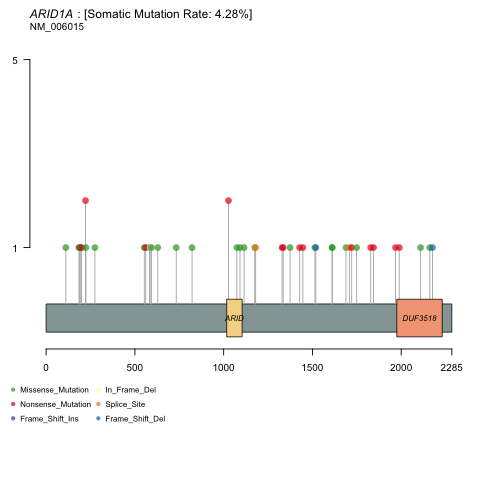 ARID1A : [Somatic Mutation Rate: 4.28%]
NM_006015
5
1
ARID
DUF3518
0 500 1000 1500 2000 2285
Missense_Mutation In_Frame_Del
Nonsense_Mutation Splice_Site
Frame_Shift_Ins Frame_Shift_Del